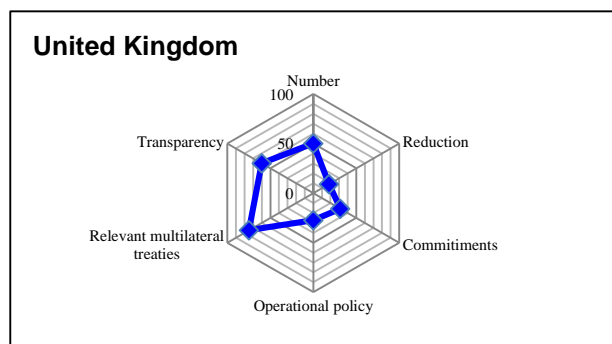 United Kingdom
Number
100
Transparency
50
Reduction
0
Relevant multilateral
treaties
Commitiments
Operational policy